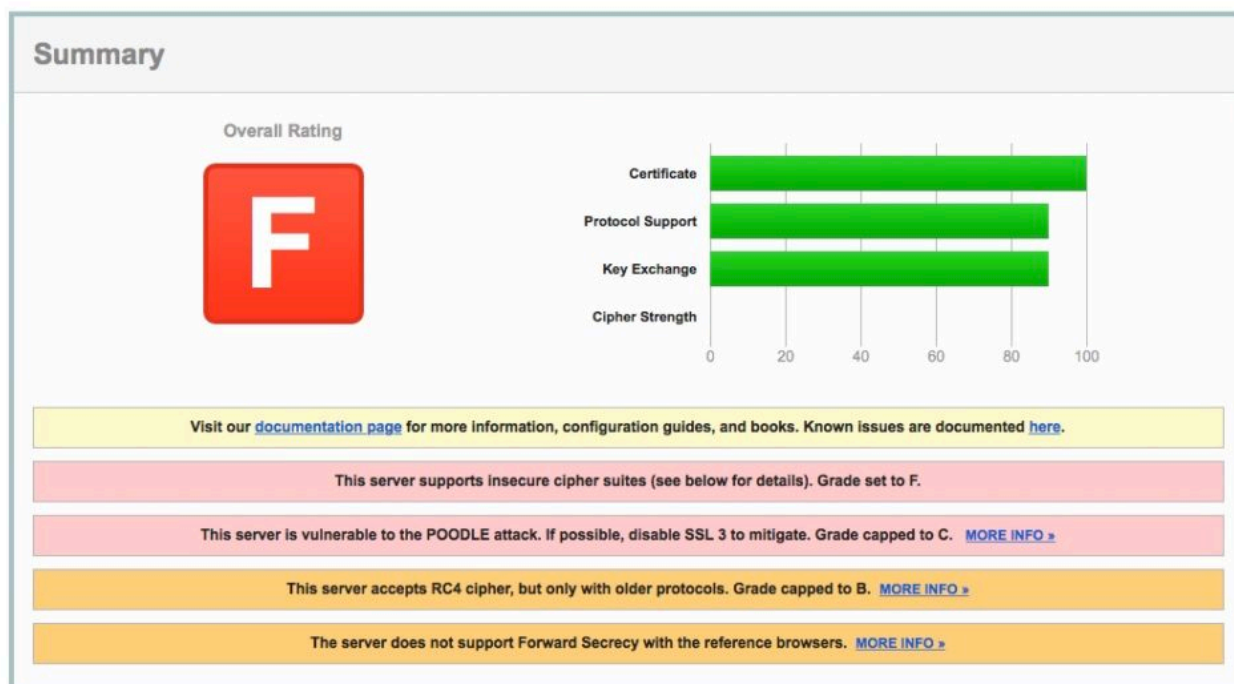 Summary
Overall Rating
F
Certificate
Protocol Support
Key Exchange
Cipher Strength
0 20 40 60 80 100
Visit our documentation page for more information, configuration guides, and books. Known issues are documented here.
This server supports insecure cipher suites (see below for details). Grade set to F.
This server is vulnerable to the POODLE attack. If possible, disable SSL 3 to mitigate. Grade capped to C. MORE INFO »
This server accepts RC4 cipher, but only with older protocols. Grade capped to B. MORE INFO »
The server does not support Forward Secrecy with the reference browsers. MORE INFO »